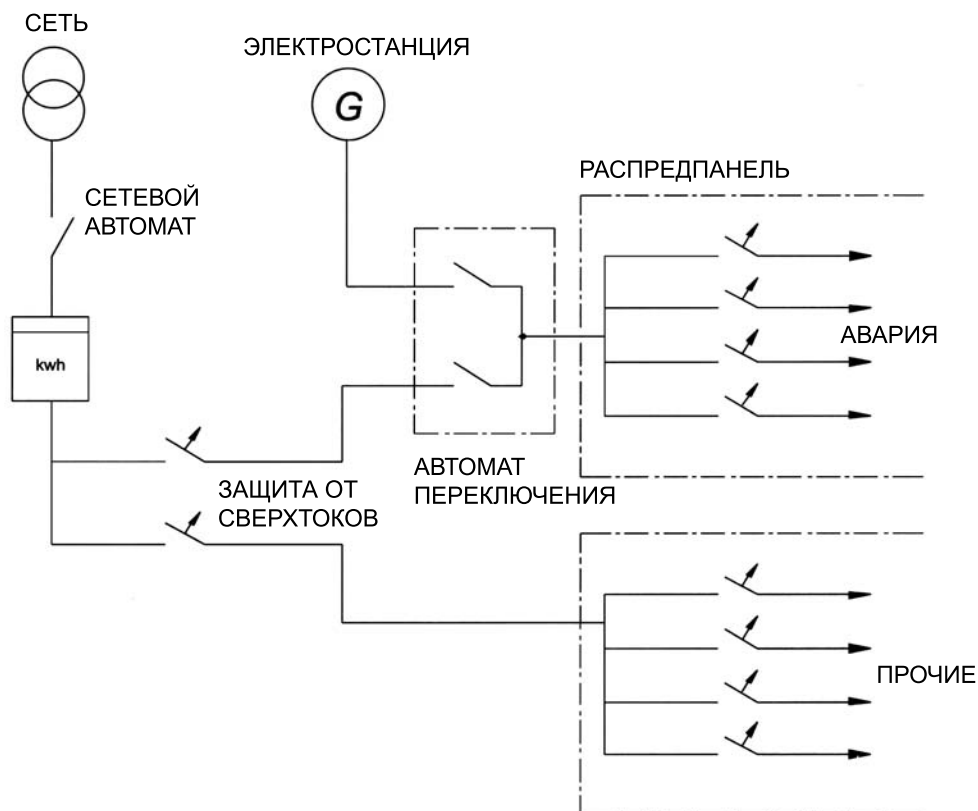 СЕТЬ
ЭЛЕКТРОСТАНЦИЯ
G
РАСПРЕДПАНЕЛЬ
СЕТЕВОЙ
АВТОМАТ
kwh
АВАРИЯ
АВТОМАТ
ПЕРЕКЛЮЧЕНИЯ
ЗАЩИТА ОТ
СВЕРХТОКОВ
ПРОЧИЕ